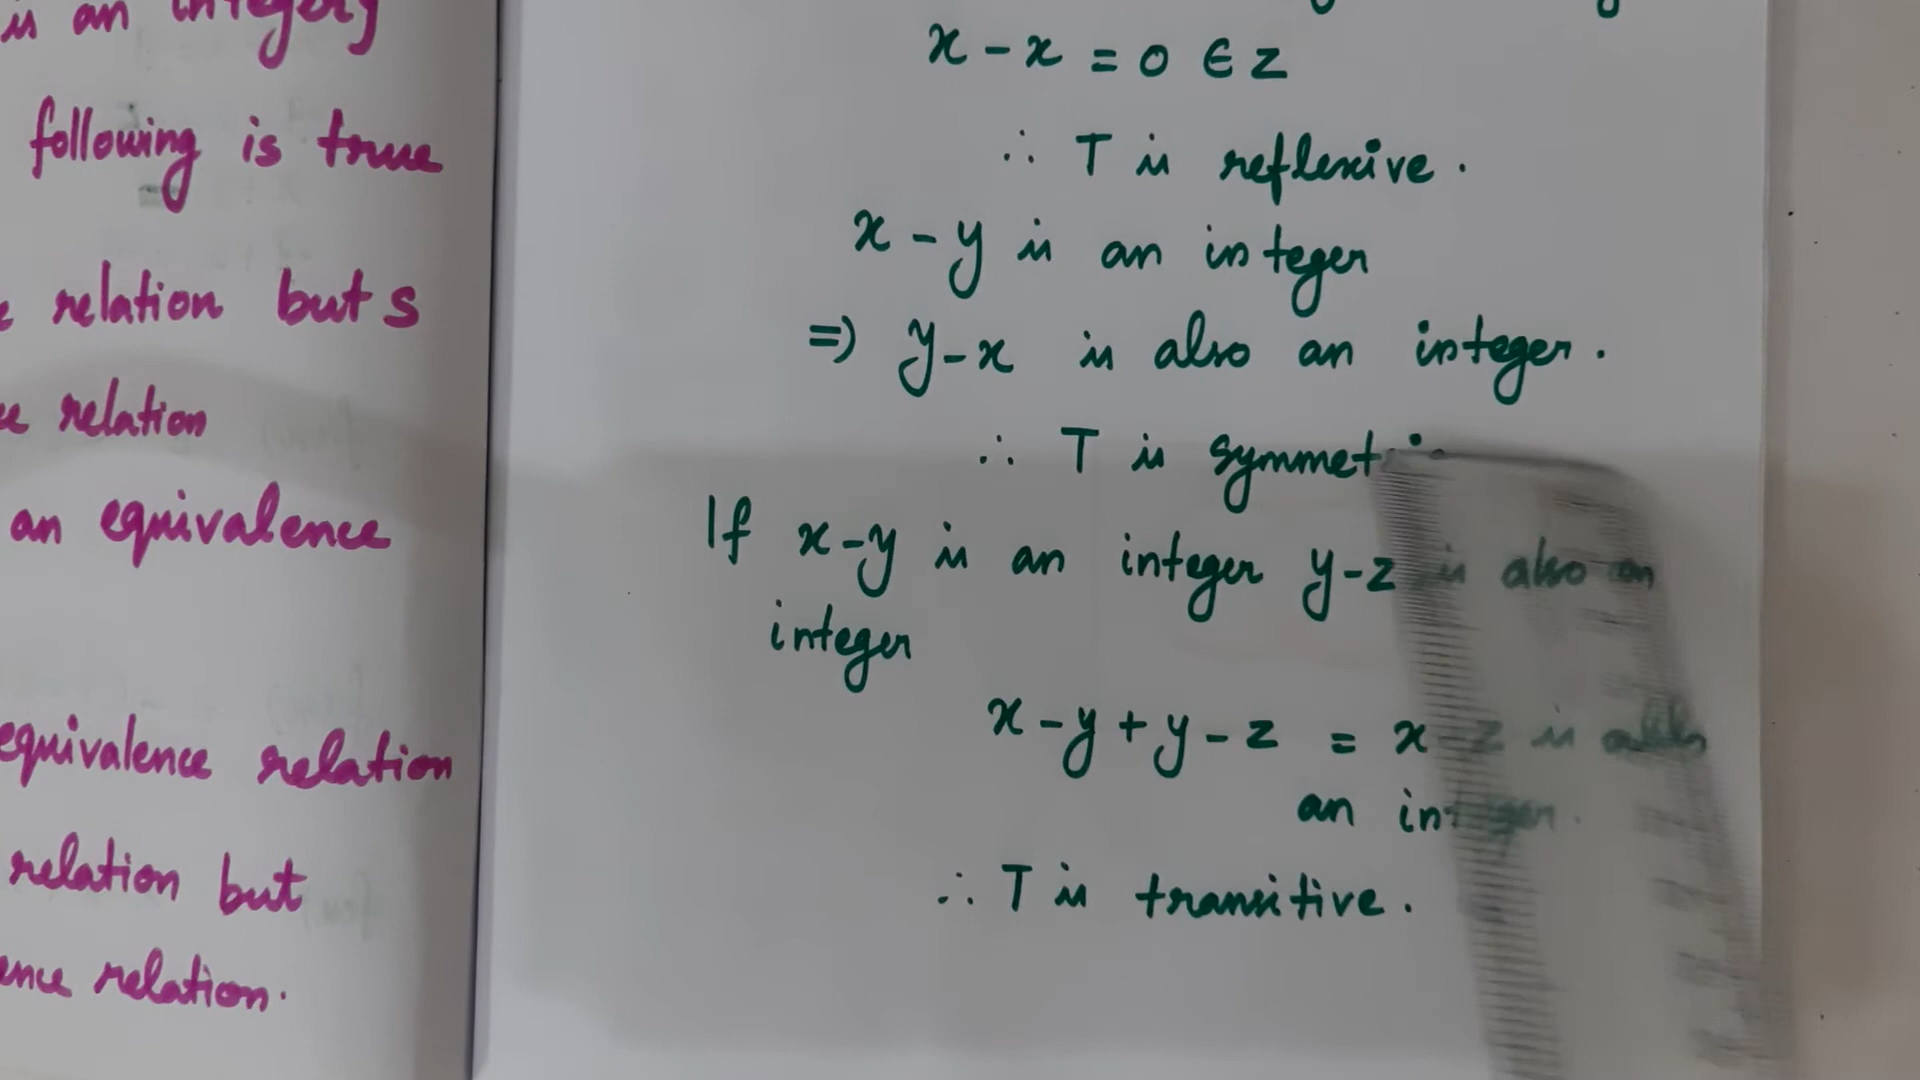 is an integer}
following is true
relation but s
relation
an equivalence
equivalence relation
relation but
relation.
x - x = 0 ∈ z
∴ T is reflexive.
x - y is an integer
⇒ y - x is also an integer.
∴ T is
If x - y is an integer y - z is also an
integer
x - y + y - z = x - z is
an integer.
∴ T is transitive.